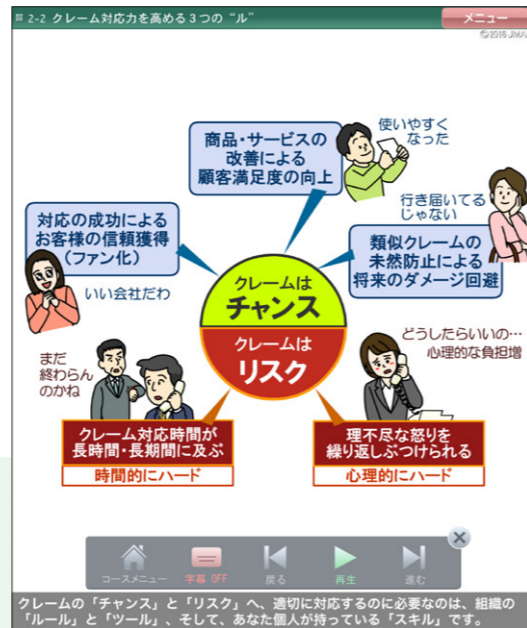 2-2 クレーム対応力を高める3つの“ル”
メニュー
©2016 JMA
商品・サービスの
改善による
顧客満足度の向上
使いやすく
なった
対応の成功による
お客様の信頼獲得
(ファン化)
いい会社だわ
行き届いてる
じゃない
類似クレームの
未然防止による
将来のダメージ回避
クレームは
チャンス
クレームは
リスク
まだ
終わらん
のかね
どうしたらいいの…
心理的な負担増
クレーム対応時間が
長時間・長期間に及ぶ
時間的にハード
理不尽な怒りを
繰り返しぶつけられる
心理的にハード
コースメニュー
字幕 OFF
戻る
再生
進む
クレームの「チャンス」と「リスク」へ、適切に対応するのに必要なのは、組織の
「ルール」と「ツール」、そして、あなた個人が持っている「スキル」です。